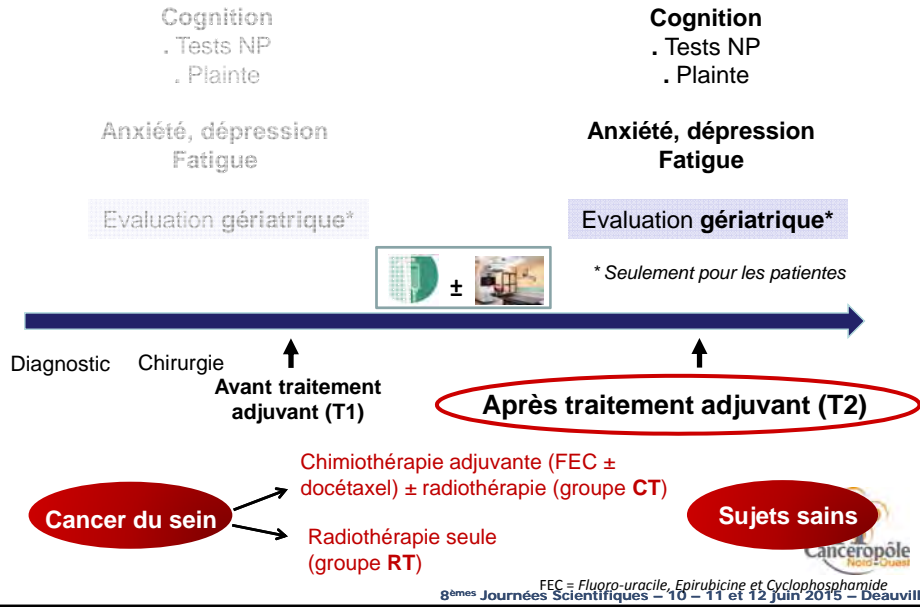 Cognition
. Tests NP
. Plainte
Anxiété, dépression
Fatigue
Evaluation gériatrique*
Cognition
. Tests NP
. Plainte
Anxiété, dépression
Fatigue
Evaluation gériatrique*
* Seulement pour les patientes
±
Diagnostic
Chirurgie
Avant traitement
adjuvant (T1)
Après traitement adjuvant (T2)
Cancer du sein
Chimiothérapie adjuvante (FEC ±
docétaxel) ± radiothérapie (groupe CT)
Radiothérapie seule
(groupe RT)
Sujets sains
Cancéropôle
Nord-Ouest
FEC = Fluoro-uracile, Epirubicine et Cyclophosphamide
8èmes Journées Scientifiques – 10 – 11 et 12 juin 2015 – Deauvill